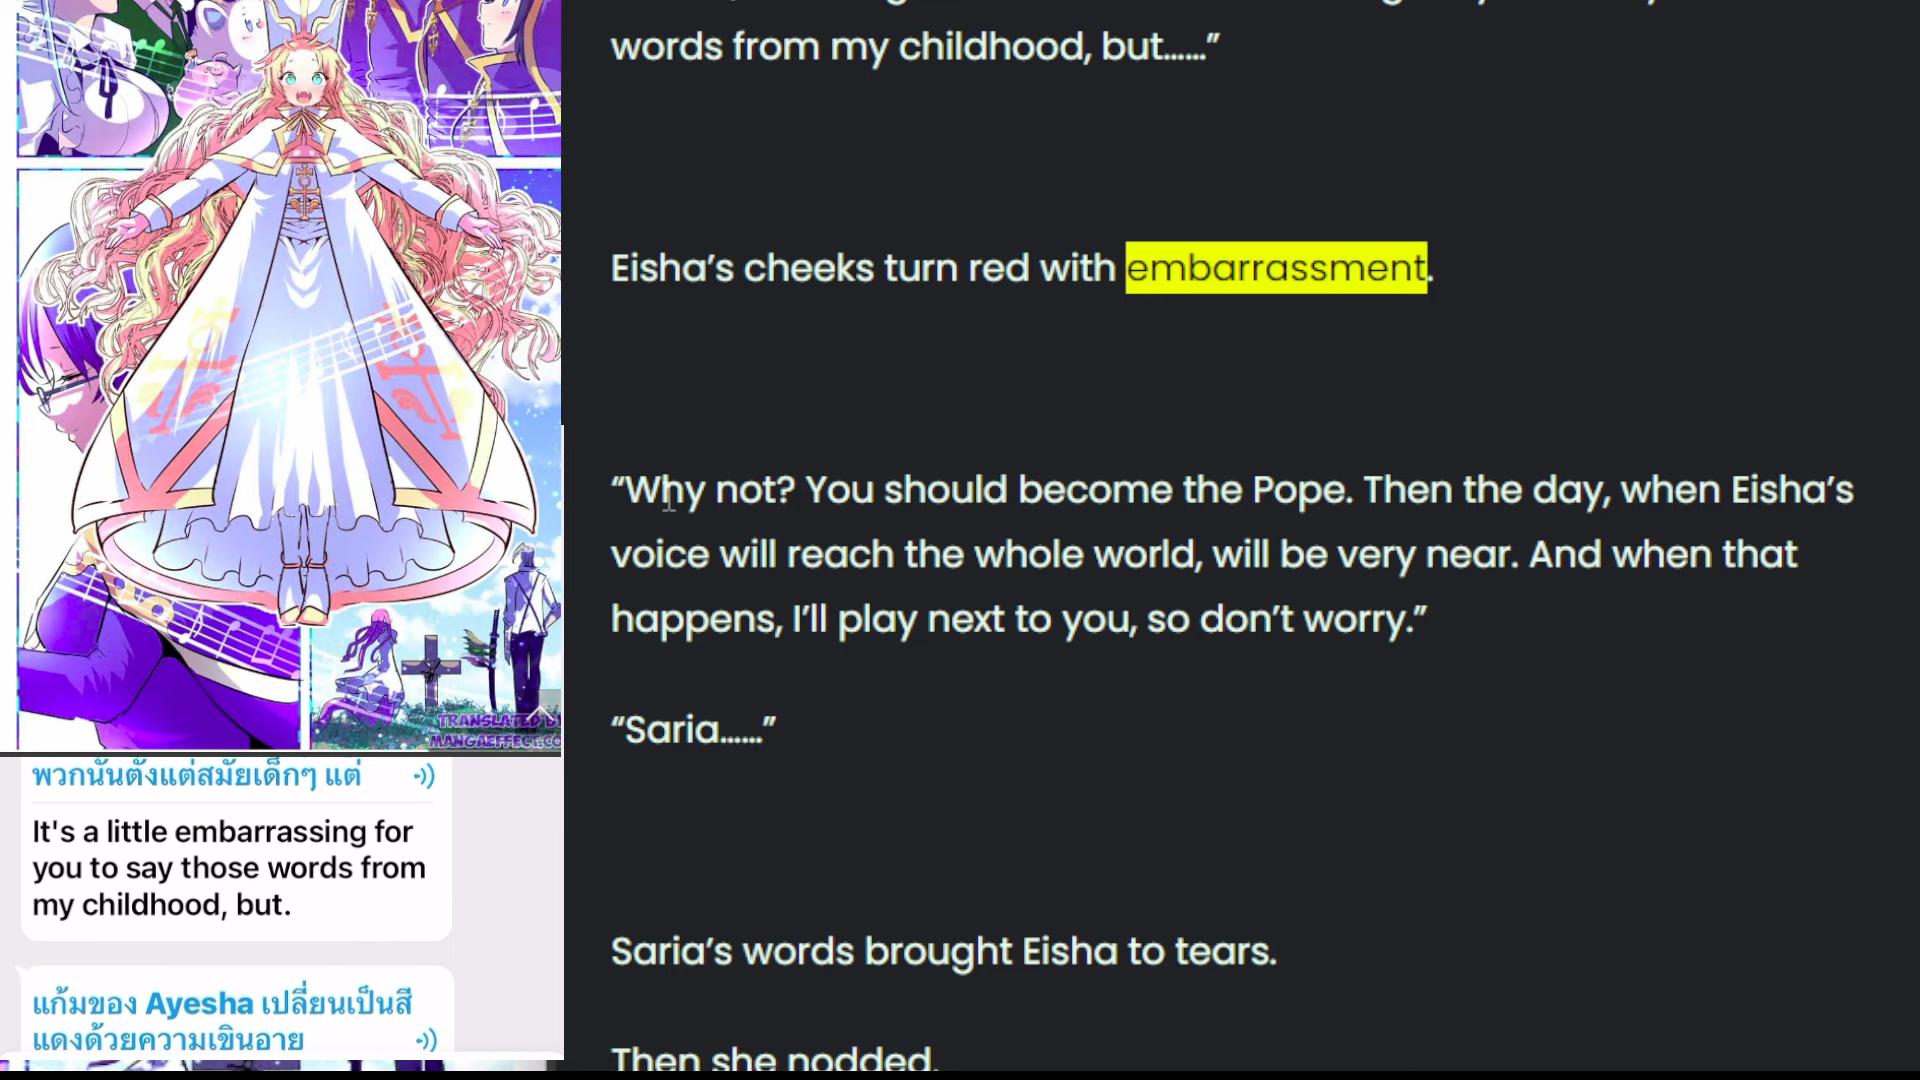 TRANSLATED B
MANGAEFFECT.CO
พวกนั้นตั้งแต่สมัยเด็กๆ แต่
It's a little embarrassing for
you to say those words from
my childhood, but.
แก้มของ Ayesha เปลี่ยนเป็นสี
แดงด้วยความเขินอาย
words from my childhood, but……”
Eisha’s cheeks turn red with embarrassment.
“Why not? You should become the Pope. Then the day, when Eisha’s
voice will reach the whole world, will be very near. And when that
happens, I’ll play next to you, so don’t worry.”
“Saria……”
Saria’s words brought Eisha to tears.
Then she nodded.